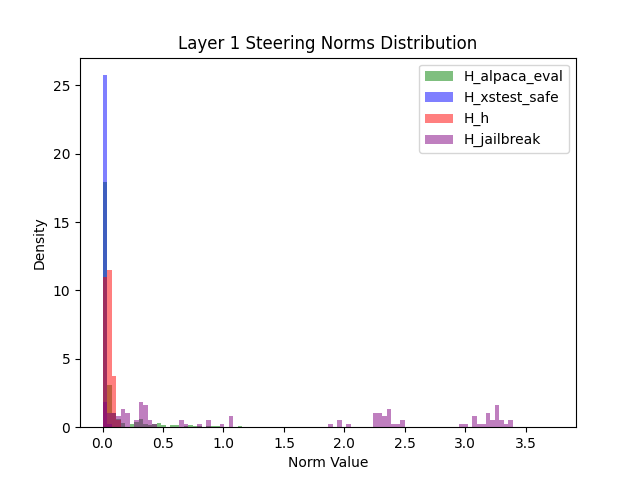 Layer 1 Steering Norms Distribution
H_alpaca_eval
H_xstest_safe
H_h
H_jailbreak
25
20
15
10
5
0
Density
0.0 0.5 1.0 1.5 2.0 2.5 3.0 3.5
Norm Value